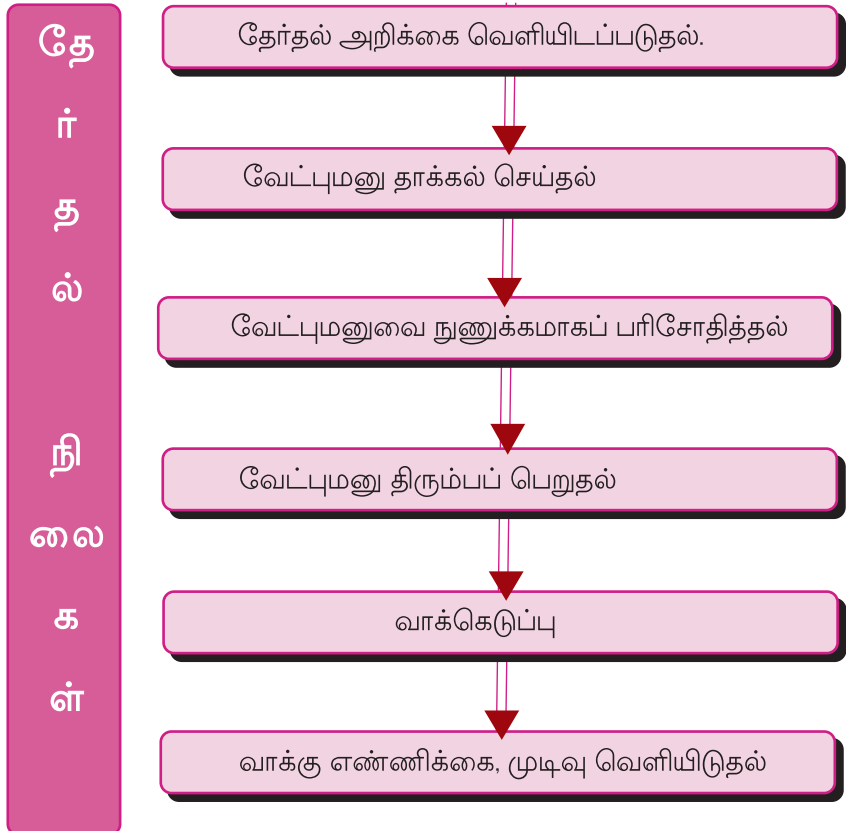 தேர்தல் நிலைகள்
தேர்தல் அறிக்கை வெளியிடப்படுதல்.
வேட்புமனு தாக்கல் செய்தல்
வேட்புமனுவை நுணுக்கமாகப் பரிசோதித்தல்
வேட்புமனு திரும்பப் பெறுதல்
வாக்கெடுப்பு
வாக்கு எண்ணிக்கை, முடிவு வெளியிடுதல்